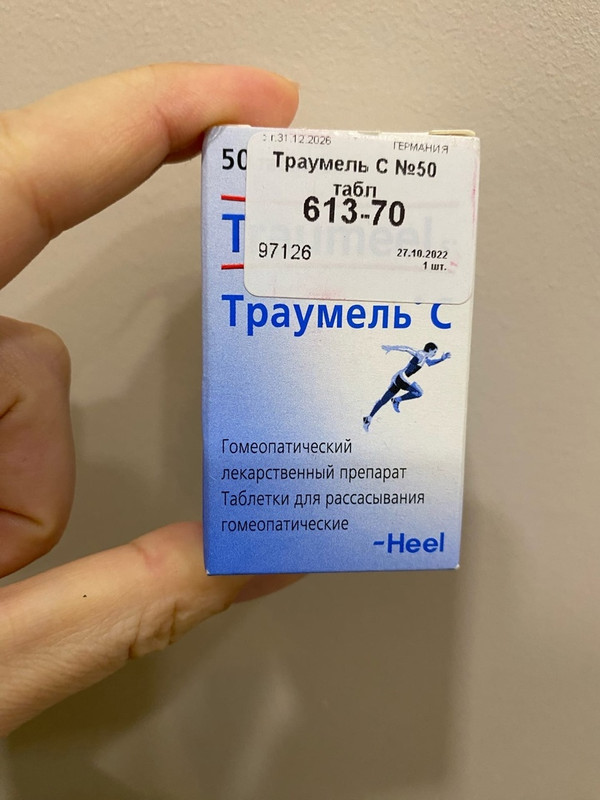 г.31.12.2026
ГЕРМАНИЯ
Траумель С №50
табл
613-70
97126
27.10.2022
1 шт.
50
Т
Траумель С
Гомеопатический
лекарственный препарат
Таблетки для рассасывания
гомеопатические
-Heel